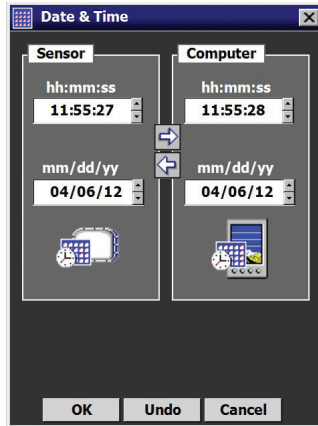 Date & Time
Sensor
Computer
hh:mm:ss
hh:mm:ss
11:55:27
11:55:28
mm/dd/yy
mm/dd/yy
04/06/12
04/06/12
OK
Undo
Cancel